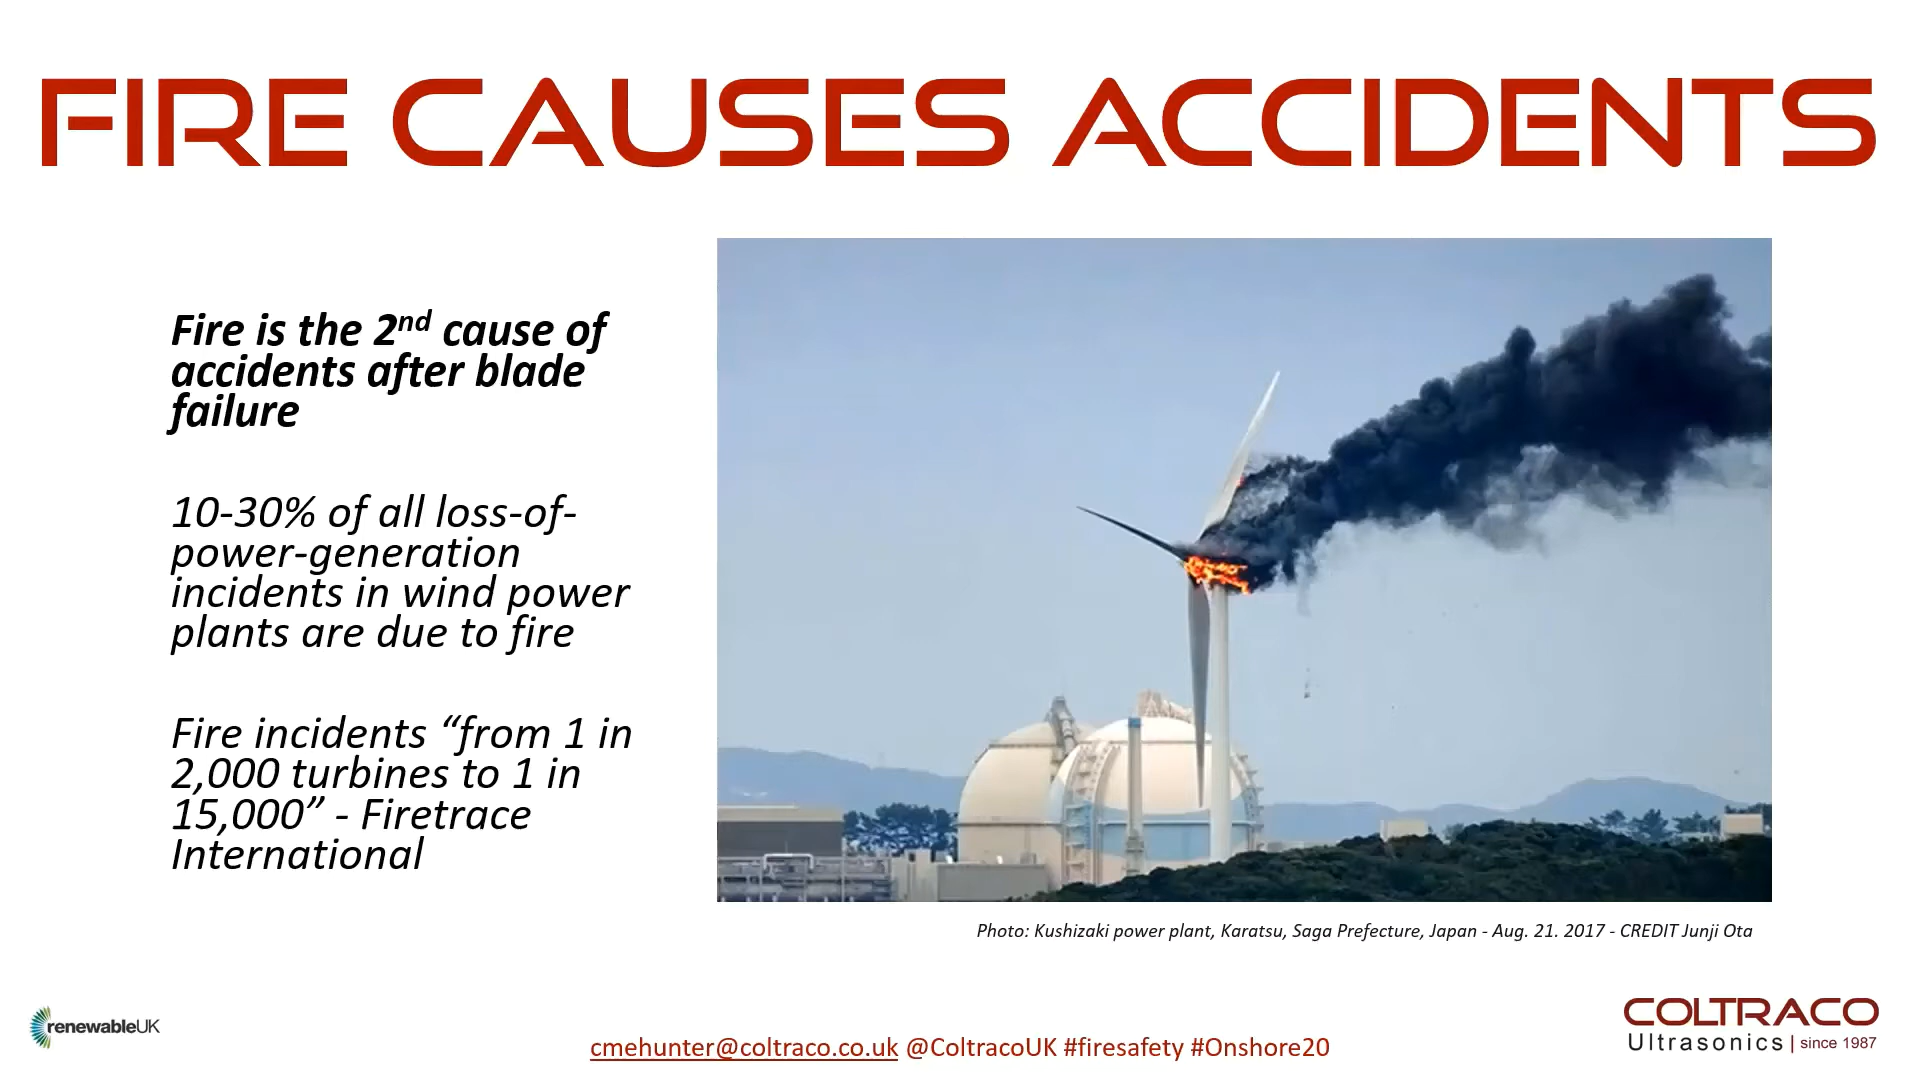 FIRE CAUSES ACCIDENTS
Fire is the 2nd cause of
accidents after blade
failure
10-30% of all loss-of-
power-generation
incidents in wind power
plants are due to fire
Fire incidents “from 1 in
2,000 turbines to 1 in
15,000” - Firetrace
International
Photo: Kushizaki power plant, Karatsu, Saga Prefecture, Japan - Aug. 21. 2017 - CREDIT Junji Ota
renewableUK
cmehunter@coltraco.co.uk @ColtracoUK #firesafety #Onshore20
COLTRACO
Ultrasonics | since 1987